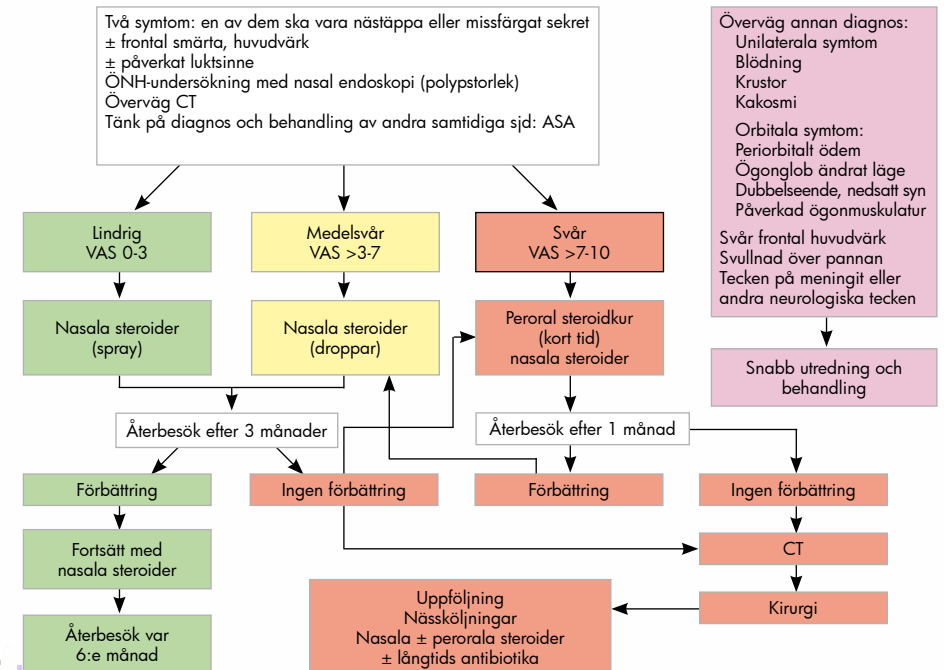 Två symtom: en av dem ska vara nästäppa eller missfärgat sekret
± frontal smärta, huvudvärk
± påverkat luktsinne
ÖNH-undersökning med nasal endoskopi (polypstorlek)
Överväg CT
Tänk på diagnos och behandling av andra samtidiga sjd: ASA
Överväg annan diagnos:
Unilaterala symtom
Blödning
Krustor
Kakosmi
Orbitala symtom:
Periorbitalt ödem
Ögonglob ändrat läge
Dubbelseende, nedsatt syn
Påverkad ögonmuskulatur
Svår frontal huvudvärk
Svullnad över pannan
Tecken på meningit eller
andra neurologiska tecken
Snabb utredning och
behandling
Lindrig
VAS 0-3
Medelsvår
VAS >3-7
Svår
VAS >7-10
Nasala steroider
(spray)
Nasala steroider
(droppar)
Peroral steroidkur
(kort tid)
nasala steroider
Återbesök efter 3 månader
Återbesök efter 1 månad
Förbättring
Ingen förbättring
Förbättring
Ingen förbättring
Fortsätt med
nasala steroider
CT
Återbesök var
6:e månad
Kirurgi
Uppföljning
Nässköljningar
Nasala ± perorala steroider
± långtids antibiotika